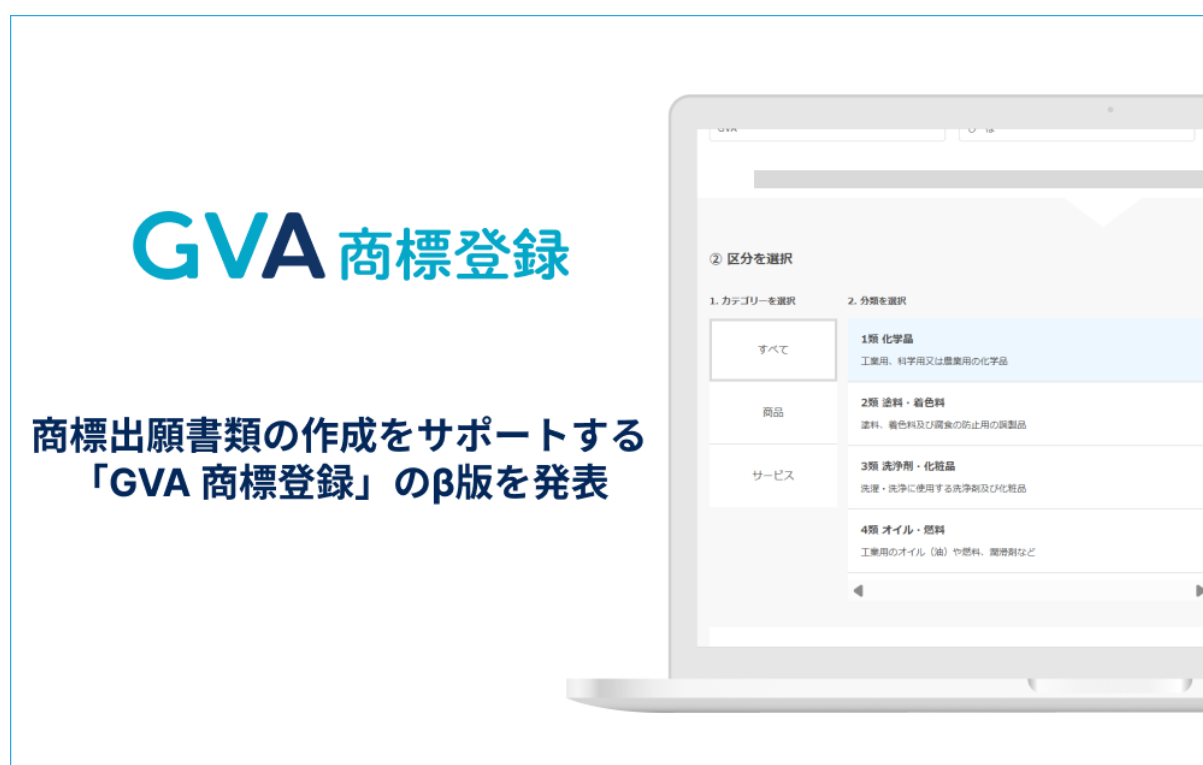 GVA 商標登録
商標出願書類の作成をサポートする
「GVA 商標登録」のβ版を発表
② 区分を選択
1. カテゴリーを選択
2. 分類を選択
すべて
商品
サービス
1類 化学品
工業用、科学用又は農業用の化学品
2類 塗料・着色料
塗料、着色料及び腐食の防止用の調製品
3類 洗浄剤・化粧品
洗濯・洗浄に使用する洗浄剤及び化粧品
4類 オイル・燃料
工業用のオイル（油）や燃料、潤滑剤など